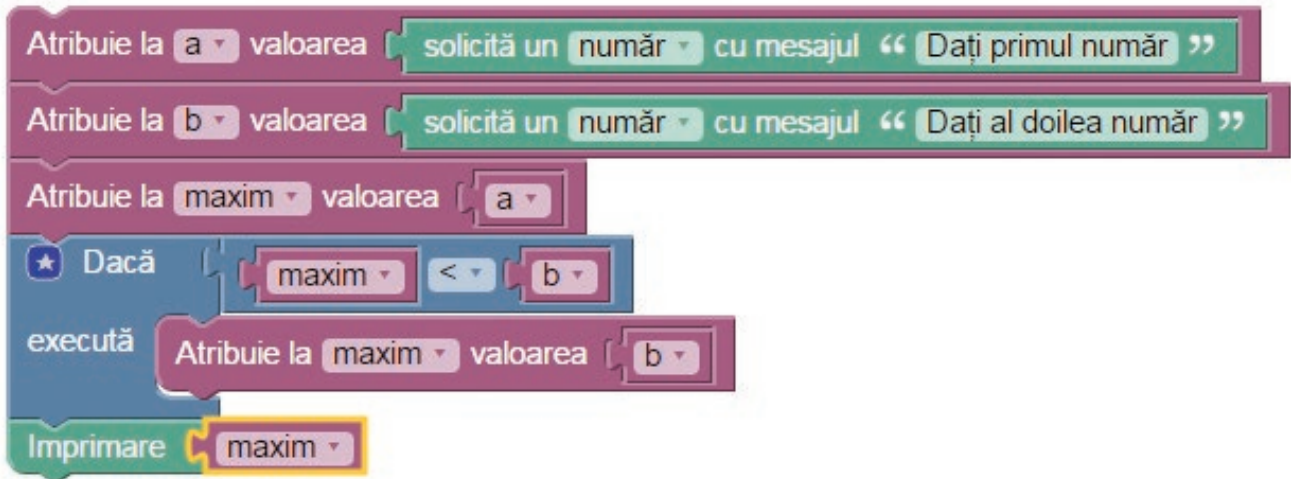 Atribuie la a valoarea solicită un număr cu mesajul “ Dați primul număr ”
Atribuie la b valoarea solicită un număr cu mesajul “ Dați al doilea număr ”
Atribuie la maxim valoarea a
Dacă maxim < b
execută Atribuie la maxim valoarea b
Imprimare maxim